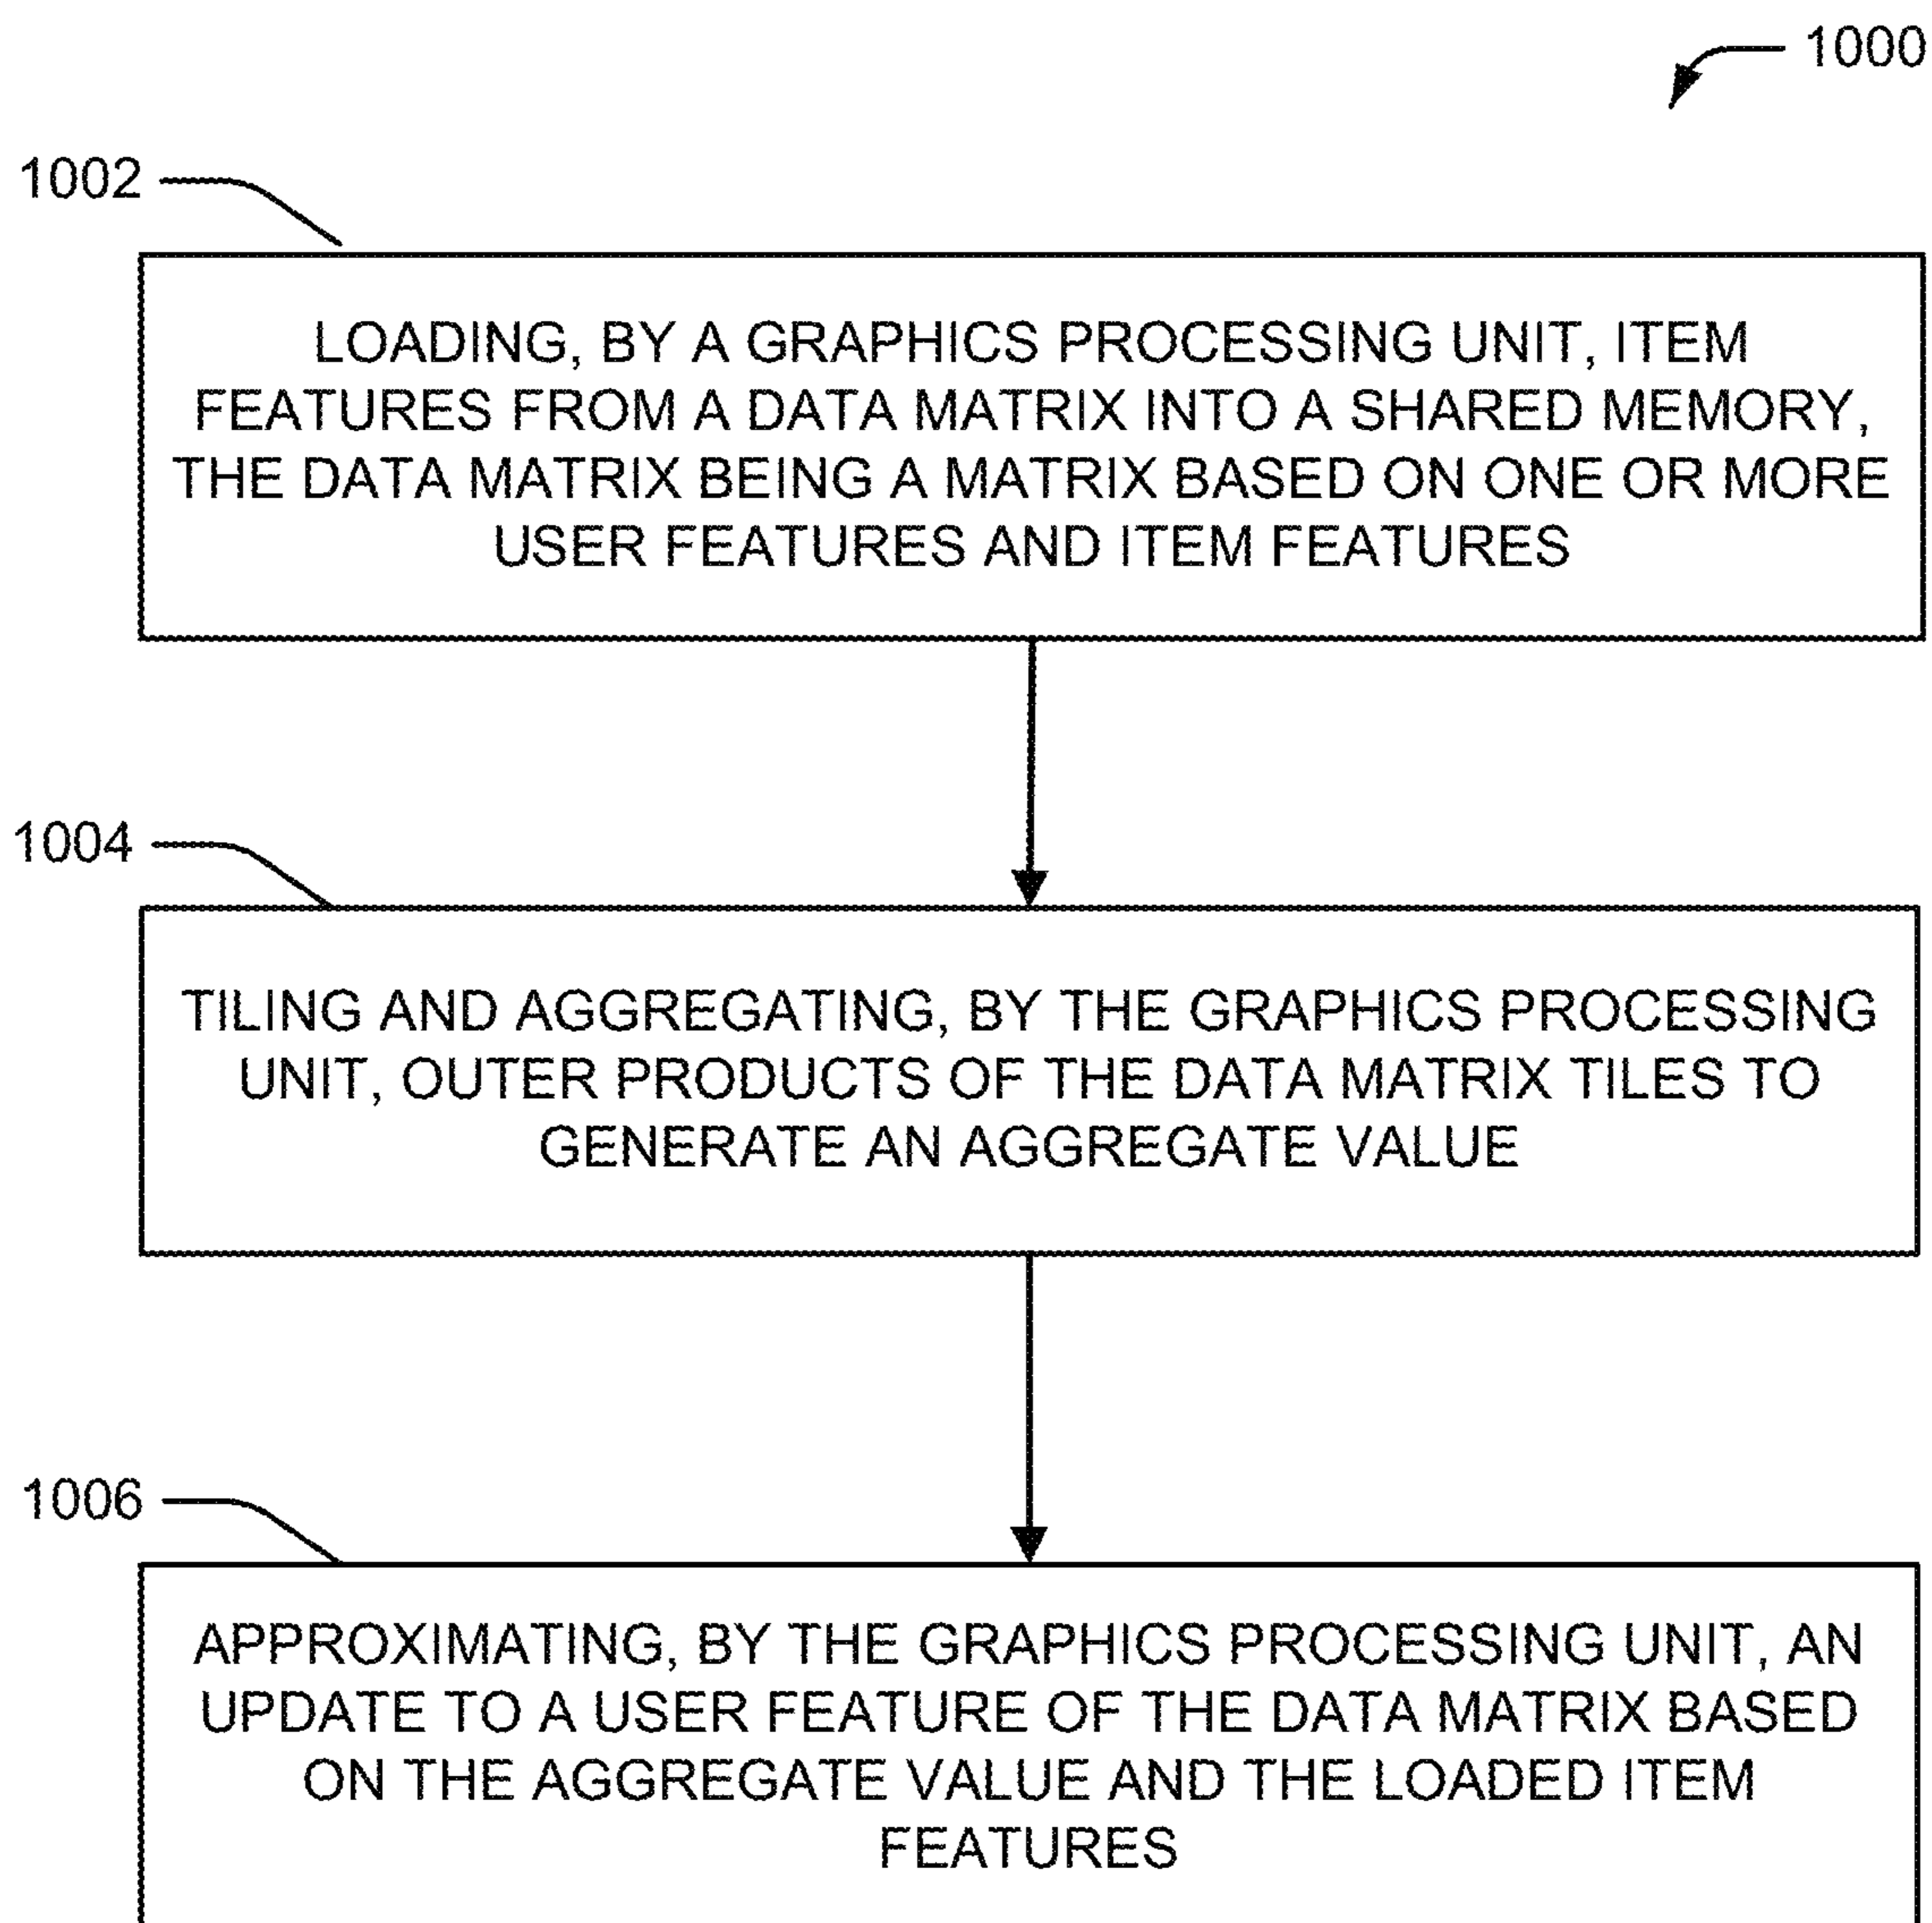 1000
1002
LOADING, BY A GRAPHICS PROCESSING UNIT, ITEM
FEATURES FROM A DATA MATRIX INTO A SHARED MEMORY,
THE DATA MATRIX BEING A MATRIX BASED ON ONE OR MORE
USER FEATURES AND ITEM FEATURES
1004
TILING AND AGGREGATING, BY THE GRAPHICS PROCESSING
UNIT, OUTER PRODUCTS OF THE DATA MATRIX TILES TO
GENERATE AN AGGREGATE VALUE
1006
APPROXIMATING, BY THE GRAPHICS PROCESSING UNIT, AN
UPDATE TO A USER FEATURE OF THE DATA MATRIX BASED
ON THE AGGREGATE VALUE AND THE LOADED ITEM
FEATURES